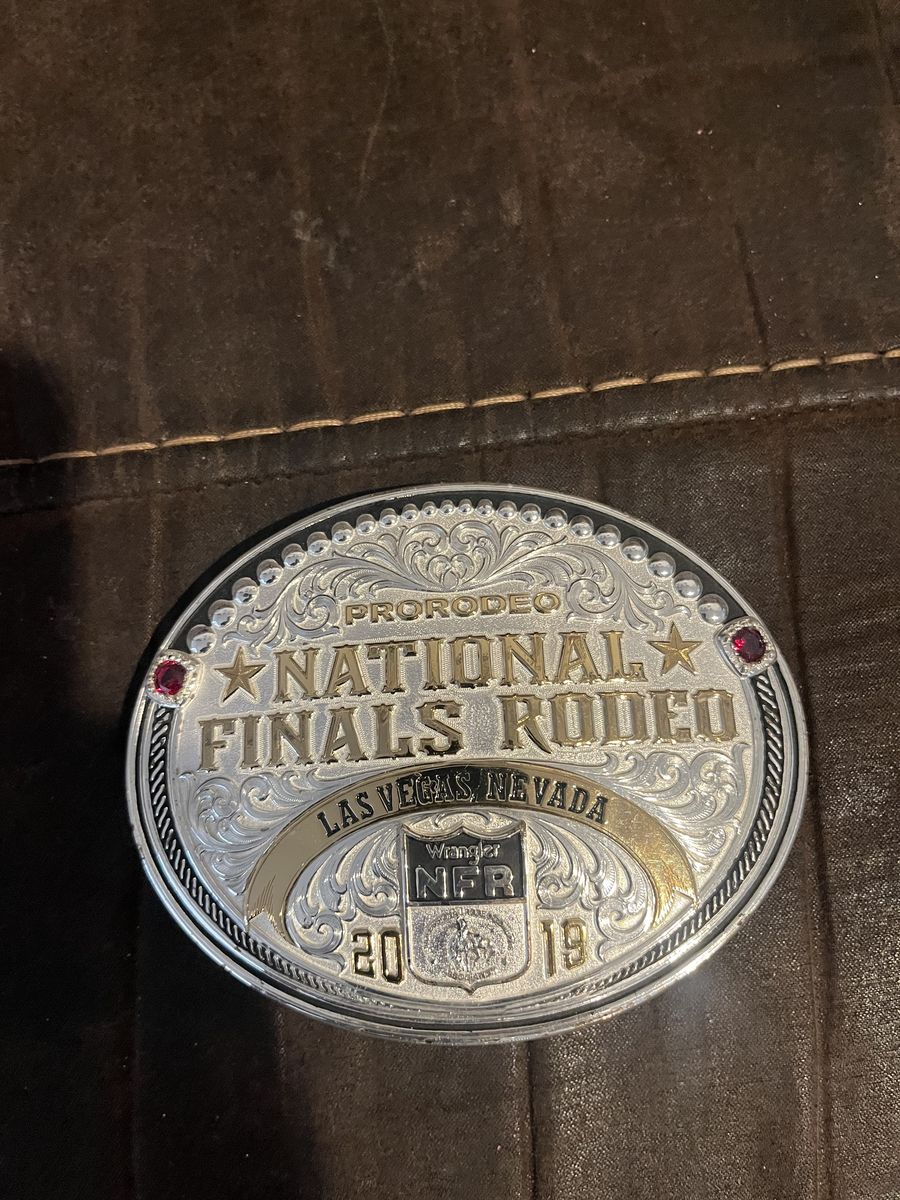 PRORODEO
NATIONAL
FINALS RODEO
LAS VEGAS, NEVADA
Wrangler
NFR
20 19